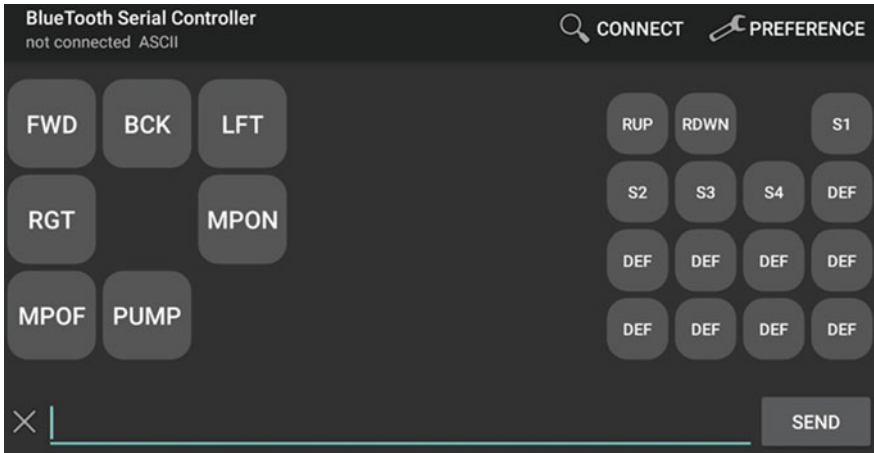 BlueTooth Serial Controller
not connected ASCII
CONNECT
PREFERENCE
FWD BCK LFT
RGT MPON
MPOF PUMP
RUP RDWN S1
S2 S3 S4 DEF
DEF DEF DEF DEF
DEF DEF DEF DEF
SEND